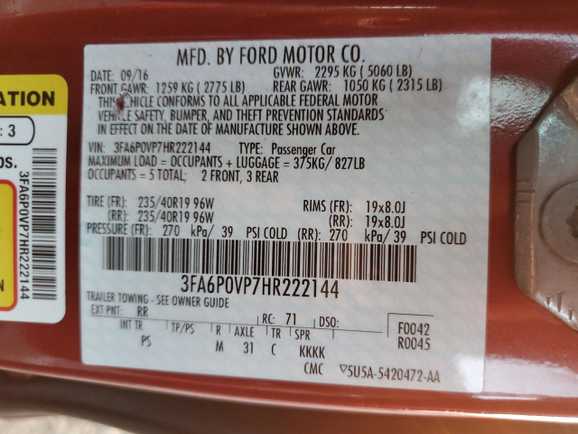 MFD. BY FORD MOTOR CO.
DATE: 09/16 GVWR: 2295 KG ( 5060 LB)
FRONT GAWR: 1259 KG ( 2775 LB) REAR GAWR: 1050 KG ( 2315 LB)
THIS VEHICLE CONFORMS TO ALL APPLICABLE FEDERAL MOTOR
VEHICLE SAFETY, BUMPER, AND THEFT PREVENTION STANDARDS
IN EFFECT ON THE DATE OF MANUFACTURE SHOWN ABOVE.
VIN: 3FA6P0VP7HR222144 TYPE: Passenger Car
MAXIMUM LOAD = OCCUPANTS + LUGGAGE = 375KG/ 827LB
OCCUPANTS = 5 TOTAL; 2 FRONT, 3 REAR
TIRE (FR): 235/40R19 96W RIMS (FR): 19x8.0J
(RR): 235/40R19 96W (RR): 19x8.0J
PRESSURE (FR): 270 kPa/ 39 PSI COLD (RR): 270 kPa/ 39 PSI COLD
3FA6P0VP7HR222144
TRAILER TOWING - SEE OWNER GUIDE
EXT PNT: RR RC: 71 DSO: F0042
INT TR TP/PS R AXLE TR SPR R0045
PS M 31 C KKKK
CMC 5U5A-5420472-AA
ATION
: 3
bs.
3FA6P0VP7HR222144